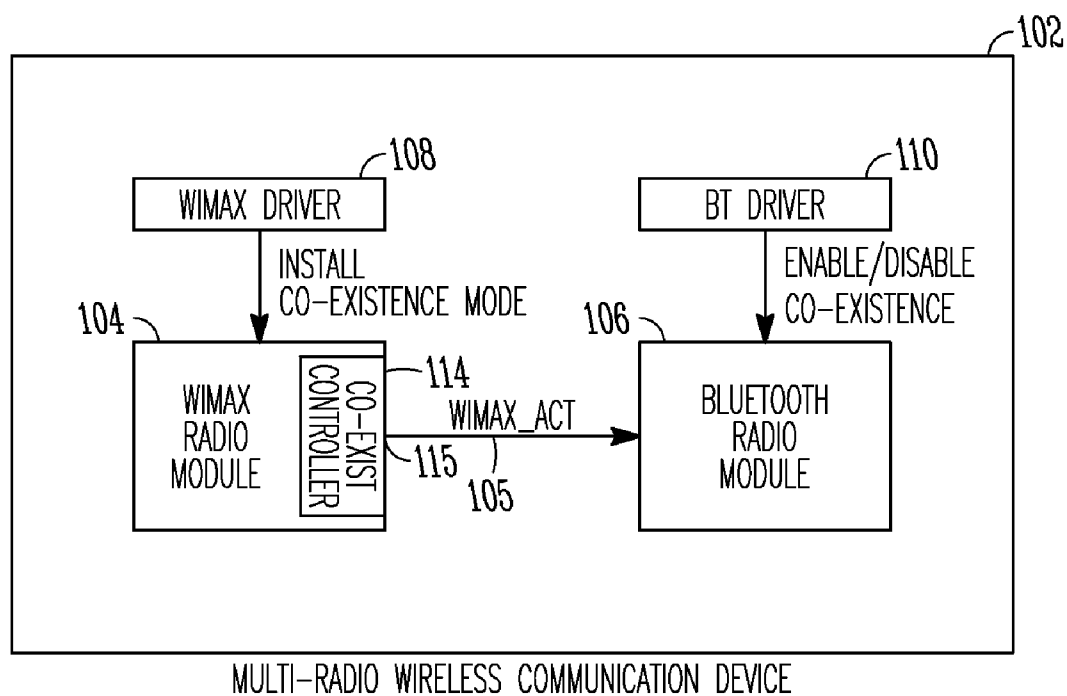 102
108
WIMAX DRIVER
110
BT DRIVER
INSTALL
CO-EXISTENCE MODE
ENABLE/DISABLE
CO-EXISTENCE
104
WIMAX
RADIO
MODULE
CO-EXIST
CONTROLLER
114
115
WIMAX_ACT
105
106
BLUETOOTH
RADIO
MODULE
MULTI-RADIO WIRELESS COMMUNICATION DEVICE